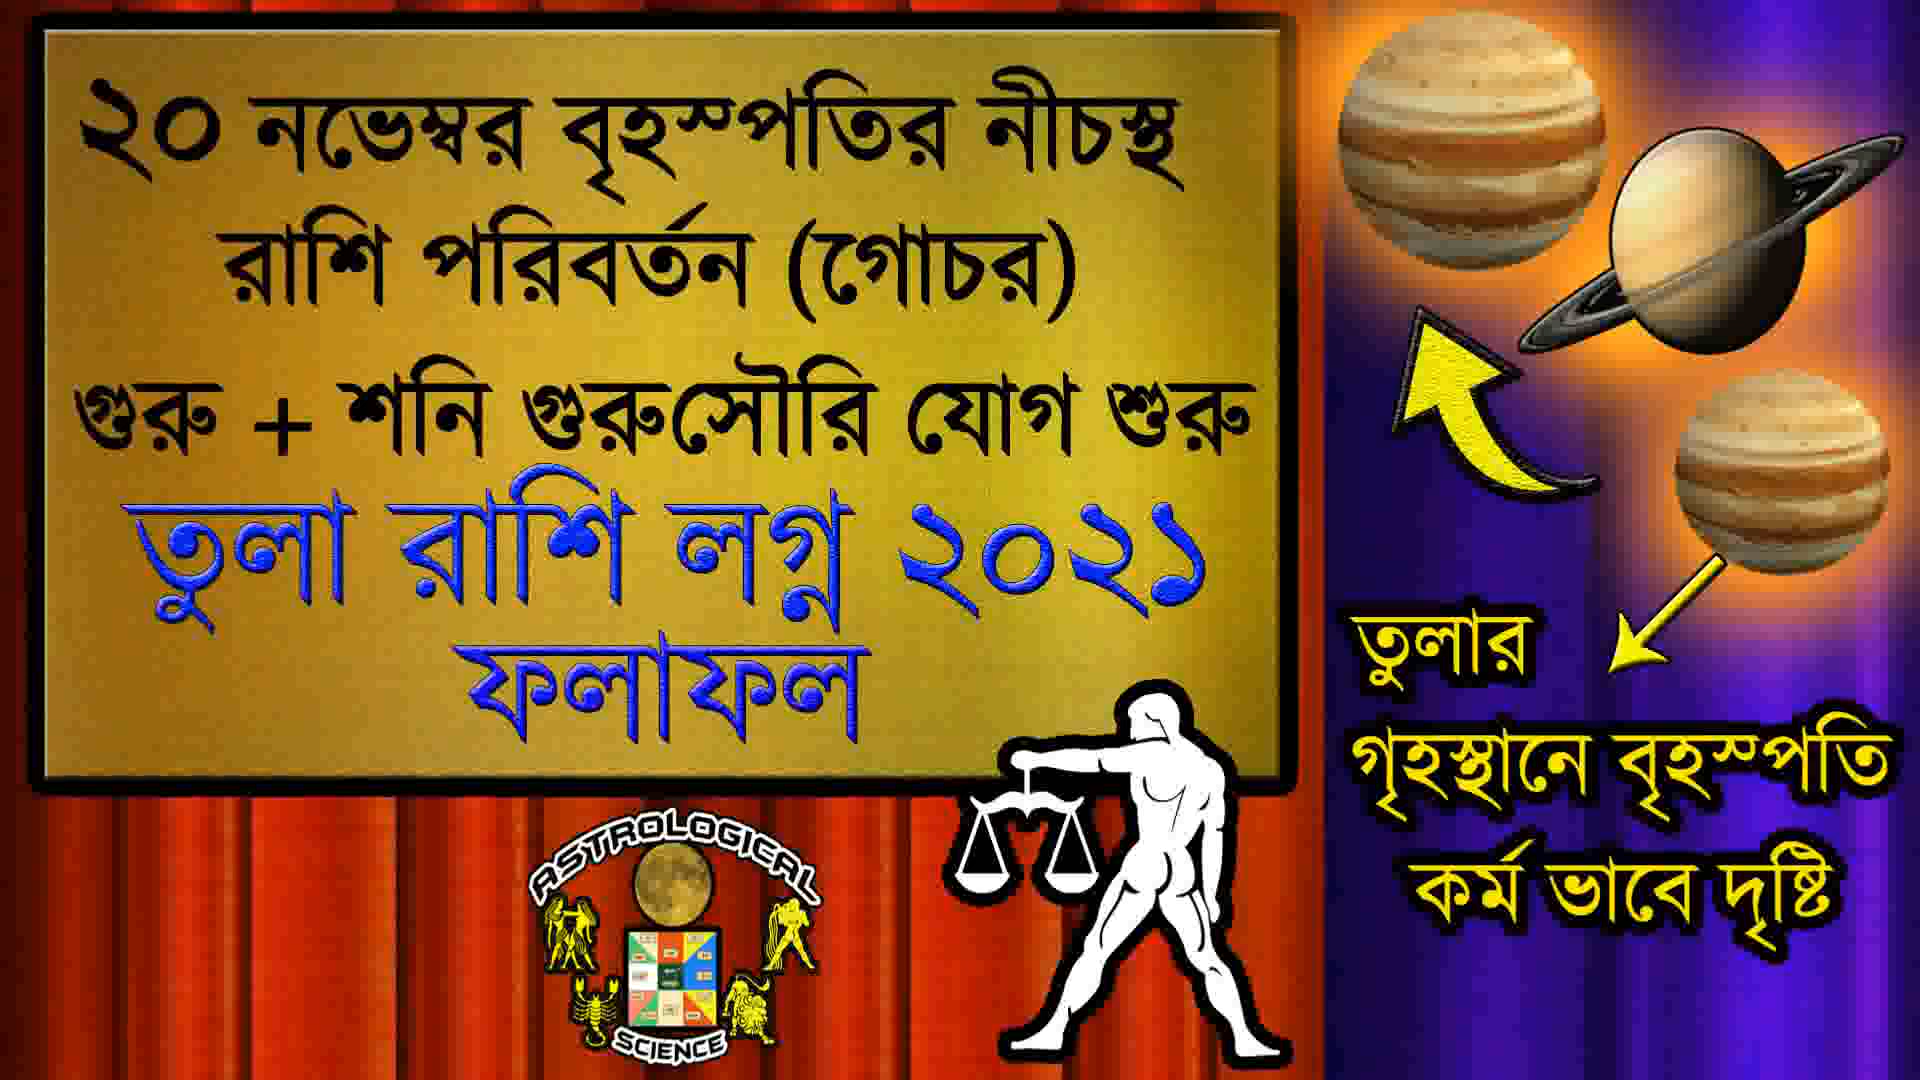 ২০ নভেম্বর বৃহস্পতির নীচস্থ
রাশি পরিবর্তন (গোচর)
গুরু + শনি গুরুসৌরি যোগ শুরু
তুলা রাশি লগ্ন ২০২১
ফলাফল
তুলার
গৃহস্থানে বৃহস্পতি
কর্ম ভাবে দৃষ্টি
ASTROLOGICAL
SCIENCE